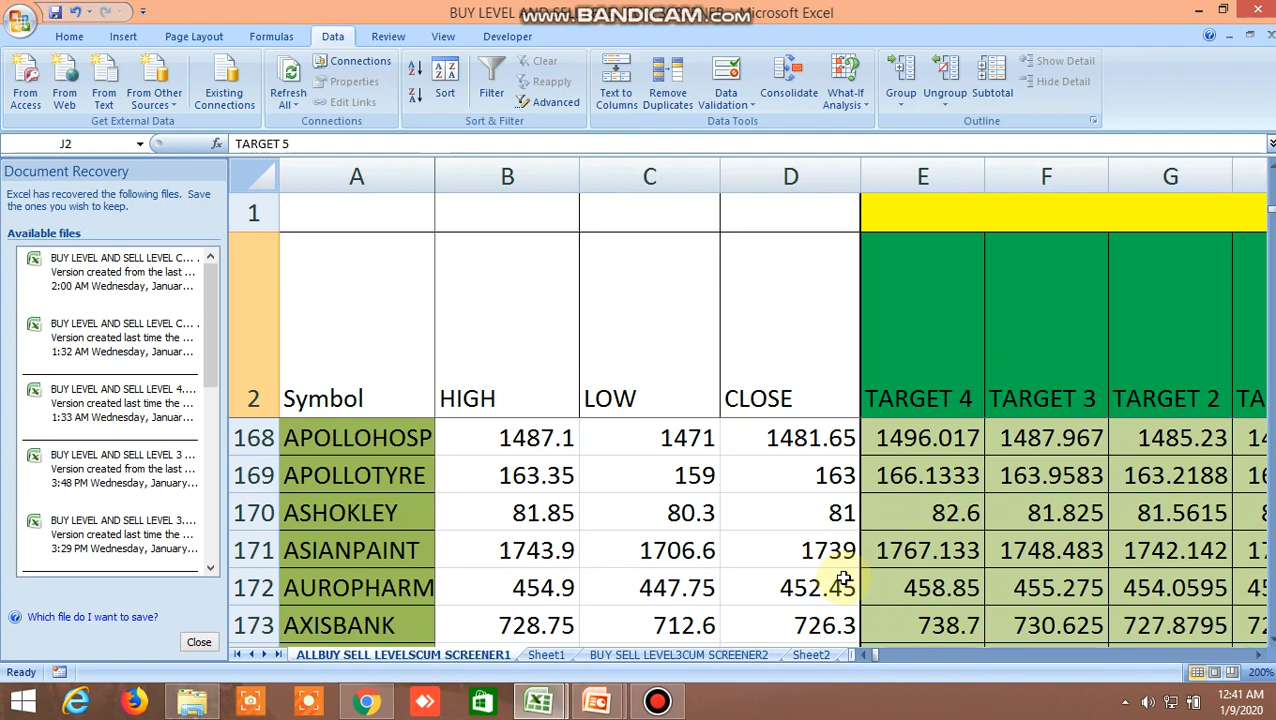 BUY LEVEL AND SELL LEVEL
www.BANDICAM.com
SCREENER - Microsoft Excel
Home Insert Page Layout Formulas Data Review View Developer
From Access
From Web
From Text
From Other Sources
Existing Connections
Get External Data
Refresh All
Connections
Properties
Edit Links
Connections
Sort
Filter
Clear
Reapply
Advanced
Sort & Filter
Text to Columns
Remove Duplicates
Data Validation
Consolidate
What-If Analysis
Data Tools
Group
Ungroup
Subtotal
Show Detail
Hide Detail
Outline
J2 fx TARGET 5
Document Recovery
Excel has recovered the following files. Save
the ones you wish to keep.
Available files
BUY LEVEL AND SELL LEVEL C... .
Version created from the last ...
2:00 AM Wednesday, Januar...
BUY LEVEL AND SELL LEVEL C... .
Version created last time the ...
1:32 AM Wednesday, Januar...
BUY LEVEL AND SELL LEVEL 4....
Version created last time the ...
1:33 AM Wednesday, Januar...
BUY LEVEL AND SELL LEVEL 3 ...
Version created from the last ...
3:48 PM Wednesday, January...
BUY LEVEL AND SELL LEVEL 3....
Version created last time the ...
3:29 PM Wednesday, January...
Which file do I want to save?
Close
A B C D E F G
1
2 Symbol HIGH LOW CLOSE TARGET 4 TARGET 3 TARGET 2 TA
168 APOLLOHOSP 1487.1 1471 1481.65 1496.017 1487.967 1485.23 14
169 APOLLOTYRE 163.35 159 163 166.1333 163.9583 163.2188 16
170 ASHOKLEY 81.85 80.3 81 82.6 81.825 81.5615 8
171 ASIANPAINT 1743.9 1706.6 1739 1767.133 1748.483 1742.142 17
172 AUROPHARM 454.9 447.75 452.45 458.85 455.275 454.0595 45
173 AXISBANK 728.75 712.6 726.3 738.7 730.625 727.8795 72
ALLBUY SELL LEVELSCUM SCREENER1 Sheet1 BUY SELL LEVEL3CUM SCREENER2 Sheet2
Ready 200%
12:41 AM
1/9/2020